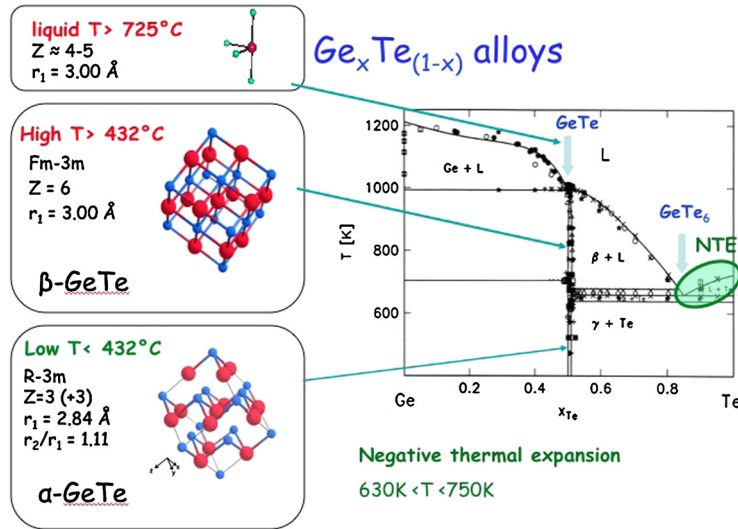 liquid T> 725°C
Z ≈ 4-5
r1 = 3.00 Å
GexTe(1-x) alloys
High T> 432°C
Fm-3m
Z = 6
r1 = 3.00 Å
β-GeTe
Low T< 432°C
R-3m
Z=3 (+3)
r1 = 2.84 Å
r2/r1 = 1.11
z
x
y
α-GeTe
GeTe
L
Ge + L
GeTe6
NTE
β + L
γ + Te
T [K]
1200
1000
800
600
Ge
0.2
0.4
0.6
0.8
Te
xTe
Negative thermal expansion
630K <T <750K